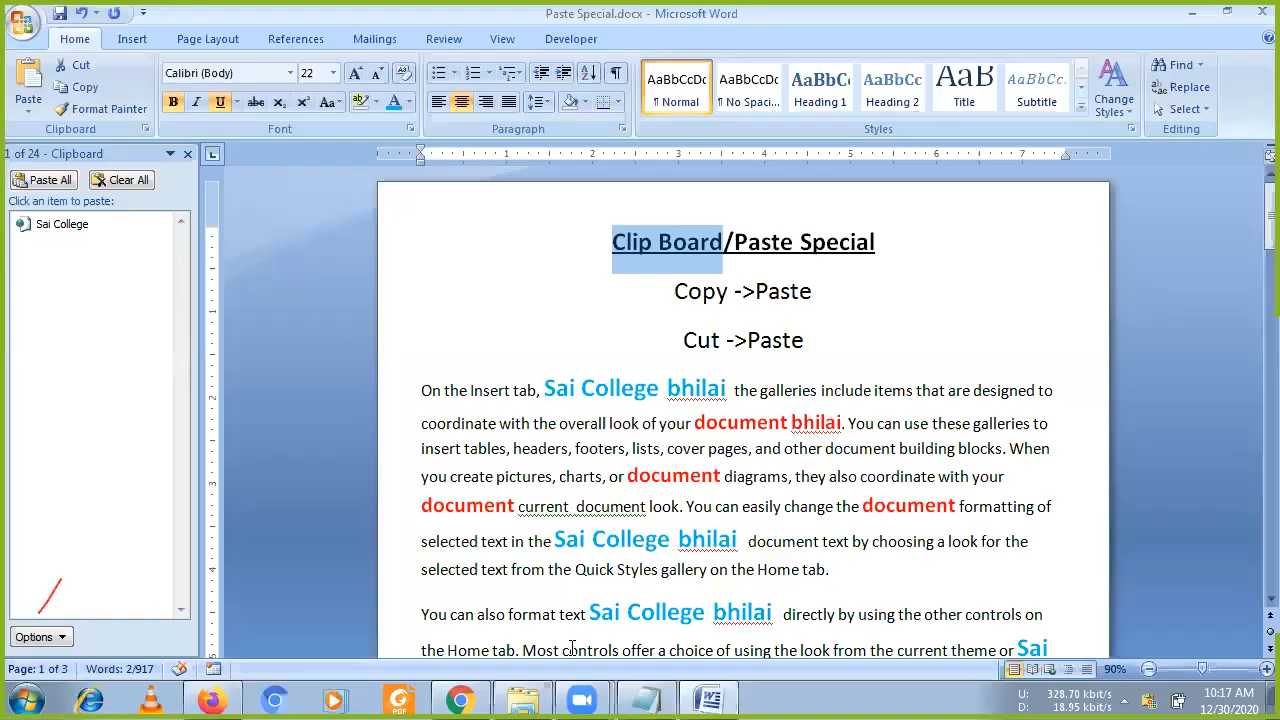 Paste Special.docx - Microsoft Word
Home Insert Page Layout References Mailings Review View Developer
Paste
Cut
Copy
Format Painter
Clipboard
Calibri (Body) 22
B I U abc x₂ x² Aa
Font
Paragraph
AaBbCcDc AaBbCcDc AaBbC AaBbCc AaB AaBbCc.
¶ Normal ¶ No Spaci... Heading 1 Heading 2 Title Subtitle
Change Styles
Styles
Find
Replace
Select
Editing
1 of 24 - Clipboard
Paste All Clear All
Click an item to paste:
Sai College
Options
1 2 3 4 5 6 7
Clip Board/Paste Special
Copy ->Paste
Cut ->Paste
On the Insert tab, Sai College bhilai the galleries include items that are designed to
coordinate with the overall look of your document bhilai. You can use these galleries to
insert tables, headers, footers, lists, cover pages, and other document building blocks. When
you create pictures, charts, or document diagrams, they also coordinate with your
document current document look. You can easily change the document formatting of
selected text in the Sai College bhilai document text by choosing a look for the
selected text from the Quick Styles gallery on the Home tab.
You can also format text Sai College bhilai directly by using the other controls on
the Home tab. Most controls offer a choice of using the look from the current theme or Sai
Page: 1 of 3 Words: 2/917 90%
U: 328.70 kbit/s
D: 18.95 kbit/s
10:17 AM
12/30/2020